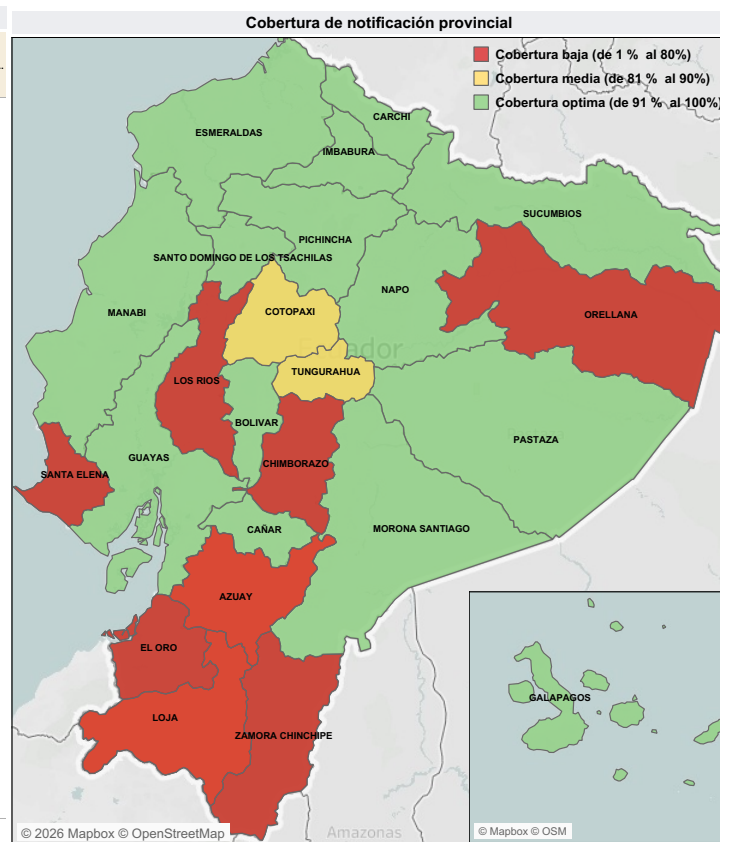 Cobertura de notificación provincial
Cobertura baja (de 1 % al 80%)
Cobertura media (de 81 % al 90%)
Cobertura optima (de 91 % al 100%)
CARCHI
ESMERALDAS
IMBABURA
SUCUMBIOS
PICHINCHA
SANTO DOMINGO DE LOS TSACHILAS
NAPO
MANABI
COTOPAXI
ORELLANA
Ecuador
TUNGURAHUA
LOS RIOS
BOLIVAR
PASTAZA
GUAYAS
CHIMBORAZO
SANTA ELENA
CAÑAR
MORONA SANTIAGO
AZUAY
EL ORO
GALAPAGOS
LOJA
ZAMORA CHINCHIPE
Amazonas
© 2026 Mapbox © OpenStreetMap
© Mapbox © OSM